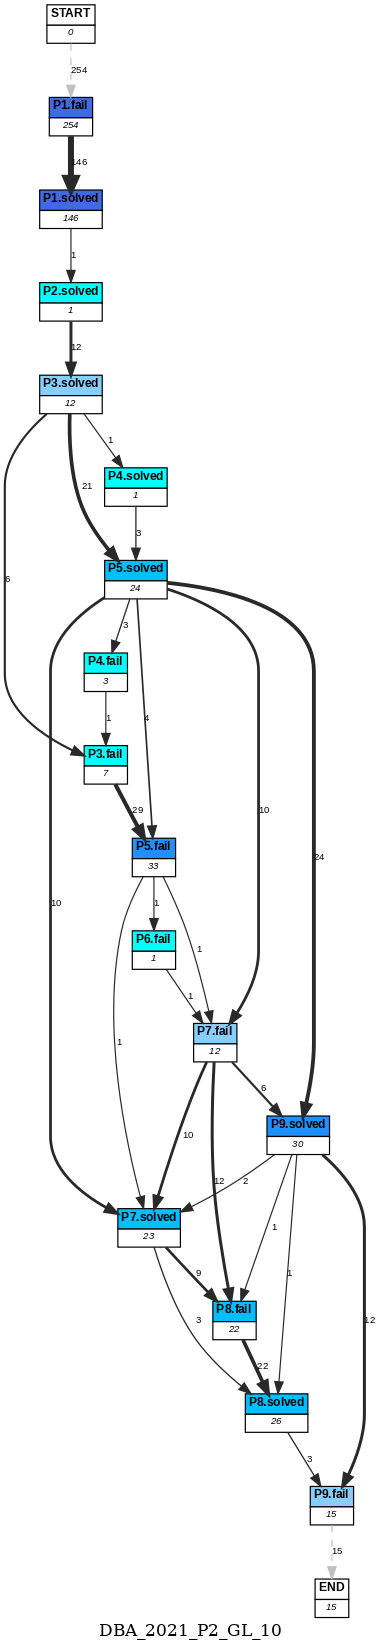 START
0
254
P1.fail
254
146
P1.solved
146
1
P2.solved
1
12
P3.solved
12
1
P4.solved
1
21
6
3
P5.solved
24
3
P4.fail
3
4
10
24
10
1
P3.fail
7
29
P5.fail
33
1
P6.fail
1
1
1
1
P7.fail
12
6
P9.solved
30
10
12
2
1
1
12
P7.solved
23
9
3
P8.fail
22
22
P8.solved
26
3
P9.fail
15
15
END
15
DBA_2021_P2_GL_10